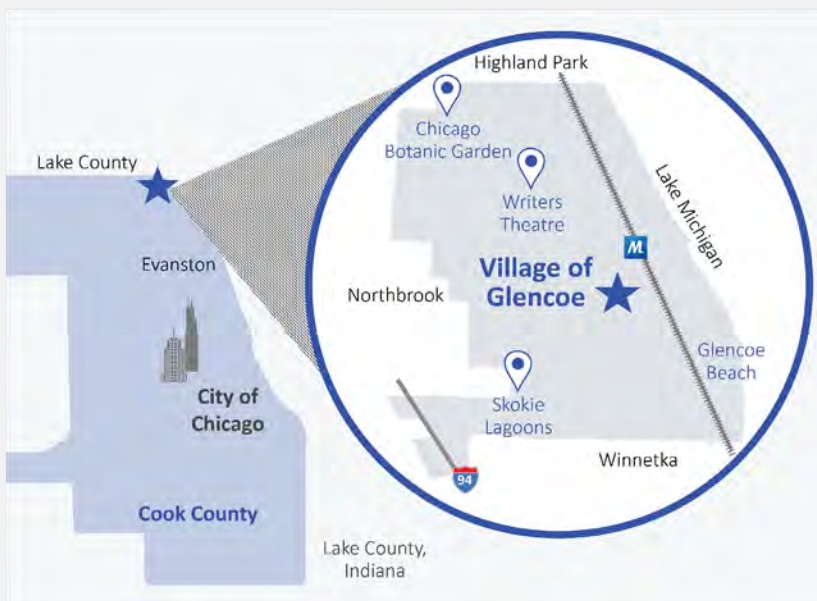 Highland Park
Chicago
Botanic Garden
Lake County
Writers
Theatre
Lake Michigan
M
Evanston
Village of
Glencoe
Northbrook
Glencoe
Beach
Skokie
Lagoons
City of
Chicago
Winnetka
94
Cook County
Lake County,
Indiana